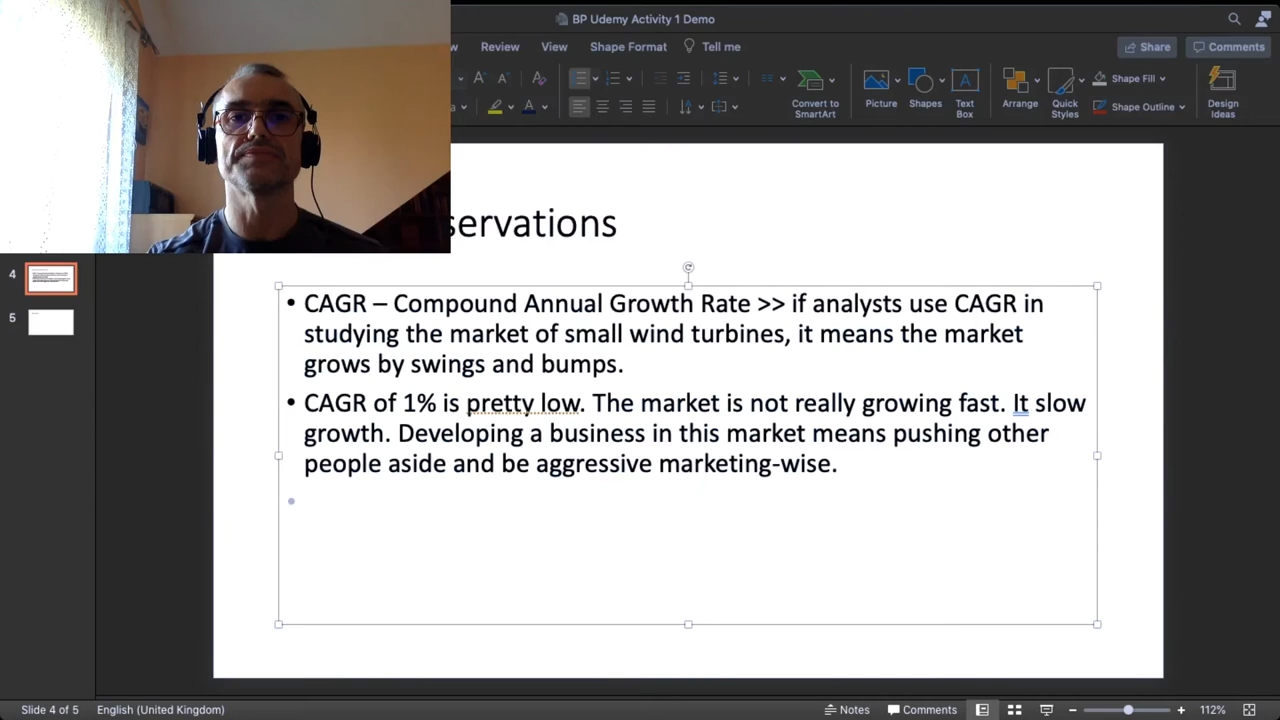 BP Udemy Activity 1 Demo
Review View Shape Format Tell me Share Comments
Convert to SmartArt
Picture
Shapes
Text Box
Arrange
Quick Styles
Shape Fill
Shape Outline
Design Ideas
servations
4
5
• CAGR – Compound Annual Growth Rate >> if analysts use CAGR in
studying the market of small wind turbines, it means the market
grows by swings and bumps.
• CAGR of 1% is pretty low. The market is not really growing fast. It slow
growth. Developing a business in this market means pushing other
people aside and be aggressive marketing-wise.
Slide 4 of 5 English (United Kingdom) Notes Comments 112%